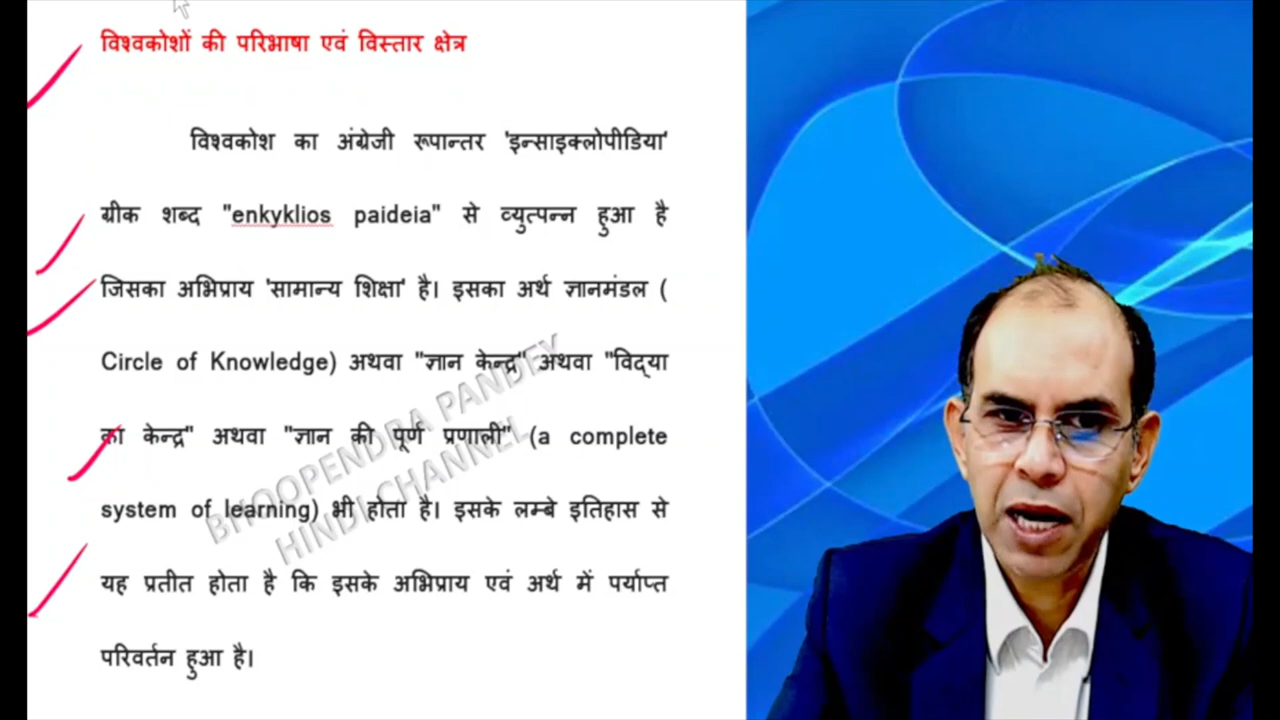 विश्वकोशों की परिभाषा एवं विस्तार क्षेत्र
विश्वकोश का अंग्रेजी रूपान्तर 'इन्साइक्लोपीडिया'
ग्रीक शब्द "enkyklios paideia" से व्युत्पन्न हुआ है
जिसका अभिप्राय 'सामान्य शिक्षा' है। इसका अर्थ ज्ञानमंडल (
Circle of Knowledge) अथवा "ज्ञान केन्द्र" अथवा "विद्या
का केन्द्र" अथवा "ज्ञान की पूर्ण प्रणाली" (a complete
system of learning) भी होता है। इसके लम्बे इतिहास से
यह प्रतीत होता है कि इसके अभिप्राय एवं अर्थ में पर्याप्त
परिवर्तन हुआ है।
BHOOPENDRA PANDEY
HINDI CHANNEL